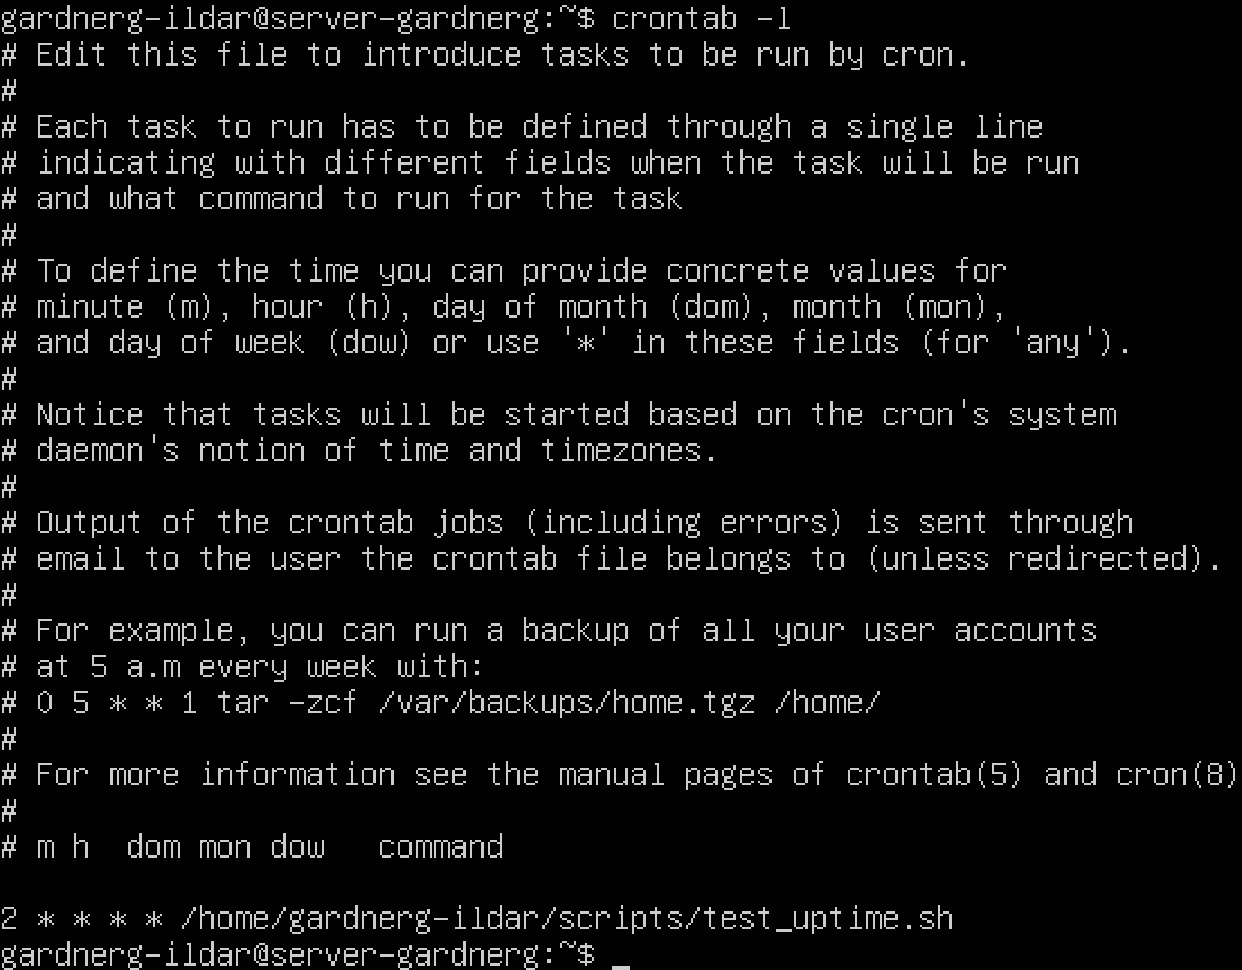 gardnerg-ildar@server-gardnerg:~$ crontab -l
# Edit this file to introduce tasks to be run by cron.
#
# Each task to run has to be defined through a single line
# indicating with different fields when the task will be run
# and what command to run for the task
#
# To define the time you can provide concrete values for
# minute (m), hour (h), day of month (dom), month (mon),
# and day of week (dow) or use '*' in these fields (for 'any').
#
# Notice that tasks will be started based on the cron's system
# daemon's notion of time and timezones.
#
# Output of the crontab jobs (including errors) is sent through
# email to the user the crontab file belongs to (unless redirected).
#
# For example, you can run a backup of all your user accounts
# at 5 a.m every week with:
# 0 5 * * 1 tar -zcf /var/backups/home.tgz /home/
#
# For more information see the manual pages of crontab(5) and cron(8)
#
# m h  dom mon dow   command

2 * * * * /home/gardnerg-ildar/scripts/test_uptime.sh
gardnerg-ildar@server-gardnerg:~$ _